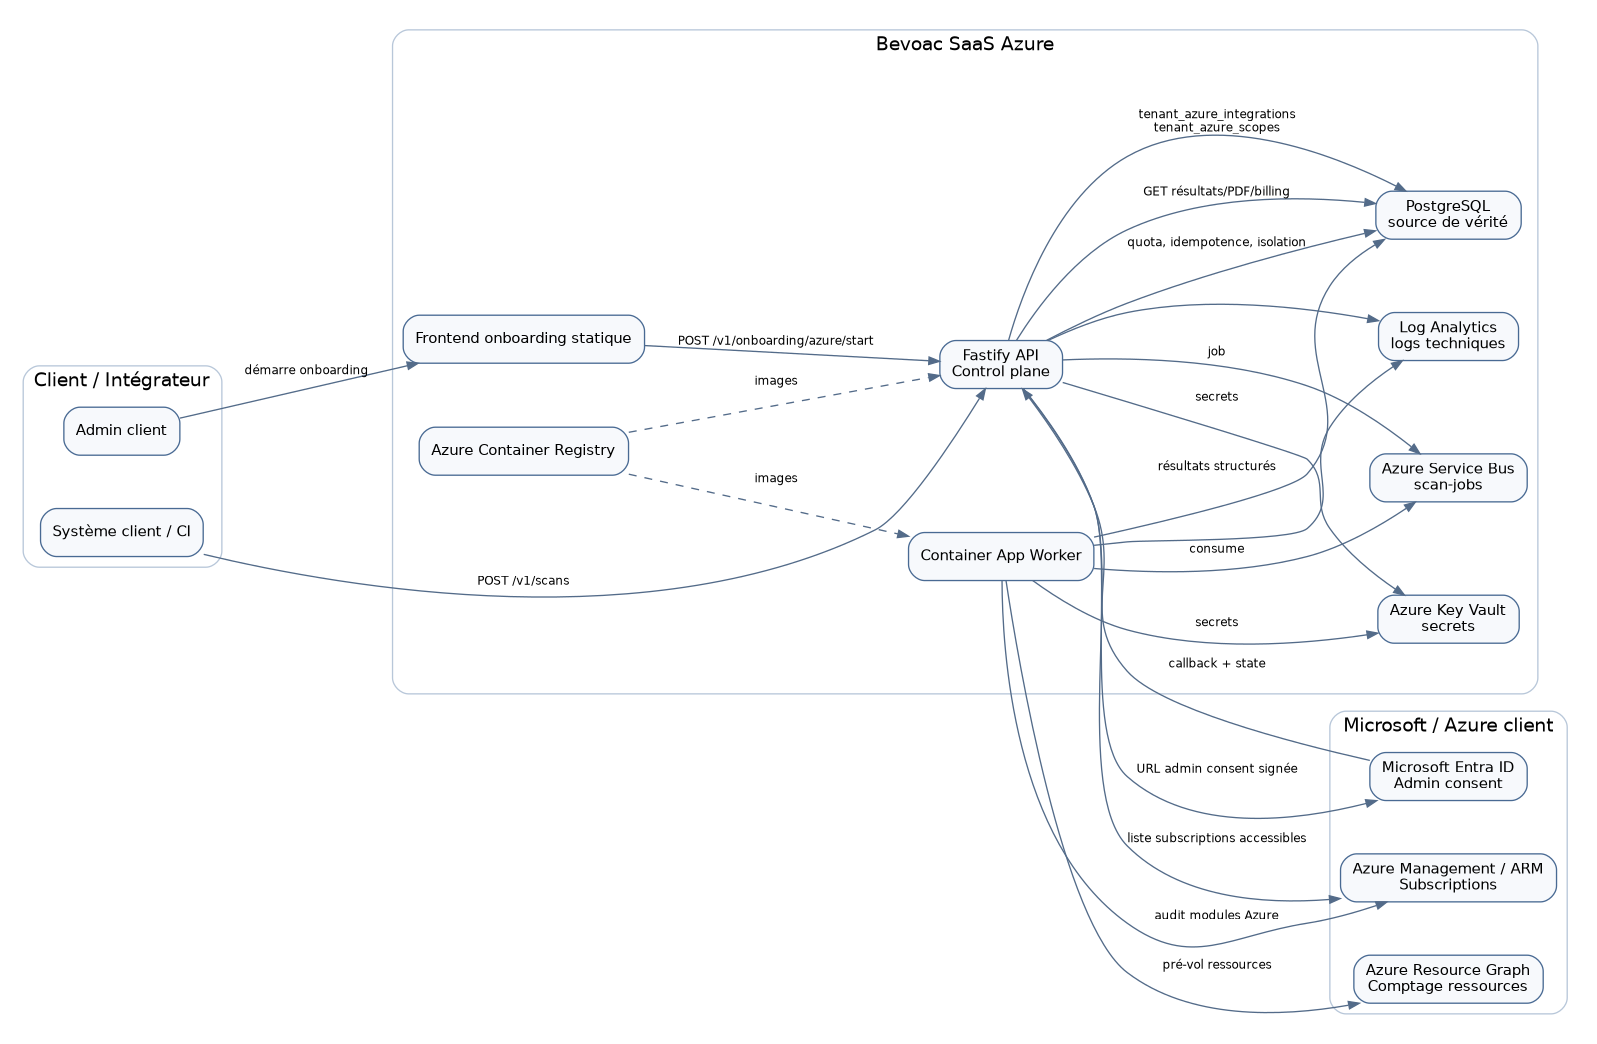 Bevoac SaaS Azure
tenant_azure_integrations
tenant_azure_scopes
GET résultats/PDF/billing
PostgreSQL
source de vérité
quota, idempotence, isolation
Frontend onboarding statique
POST /v1/onboarding/azure/start
Log Analytics
logs techniques
Fastify API
Control plane
job
Client / Intégrateur
démarre onboarding
images
secrets
Admin client
Azure Container Registry
résultats structurés
Azure Service Bus
scan-jobs
images
Système client / CI
Container App Worker
consume
POST /v1/scans
Azure Key Vault
secrets
secrets
callback + state
Microsoft / Azure client
URL admin consent signée
Microsoft Entra ID
Admin consent
liste subscriptions accessibles
Azure Management / ARM
Subscriptions
audit modules Azure
pré-vol ressources
Azure Resource Graph
Comptage ressources